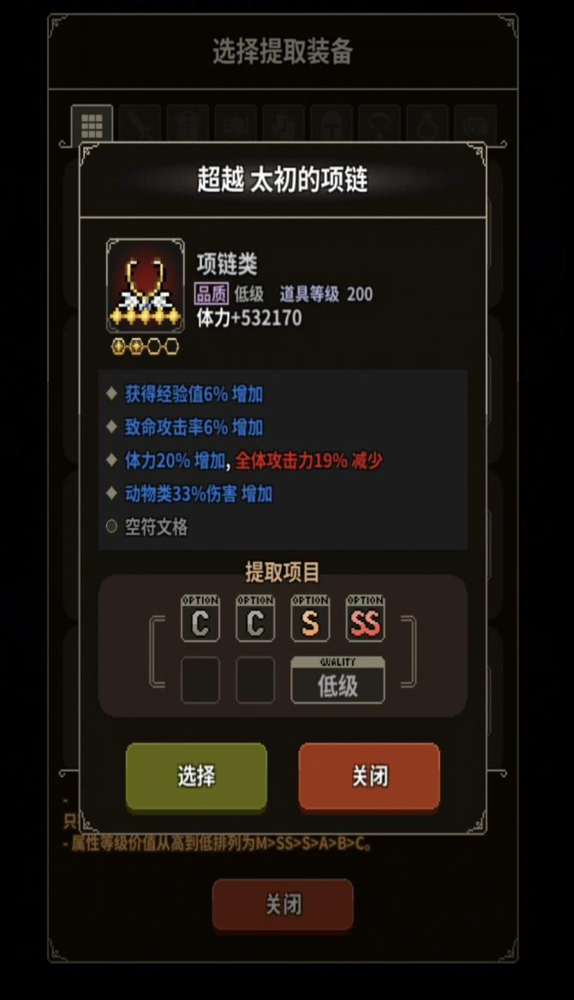 选择提取装备
超越 太初的项链
项链类
品质 低级 道具等级 200
体力+532170
获得经验值6% 增加
致命攻击率6% 增加
体力20% 增加, 全体攻击力19% 减少
动物类33%伤害 增加
空符文格
提取项目
OPTION OPTION OPTION OPTION
C C S SS
QUALITY
低级
选择 关闭
-
只
- 属性等级价值从高到低排列为M>SS>S>A>B>C。
关闭